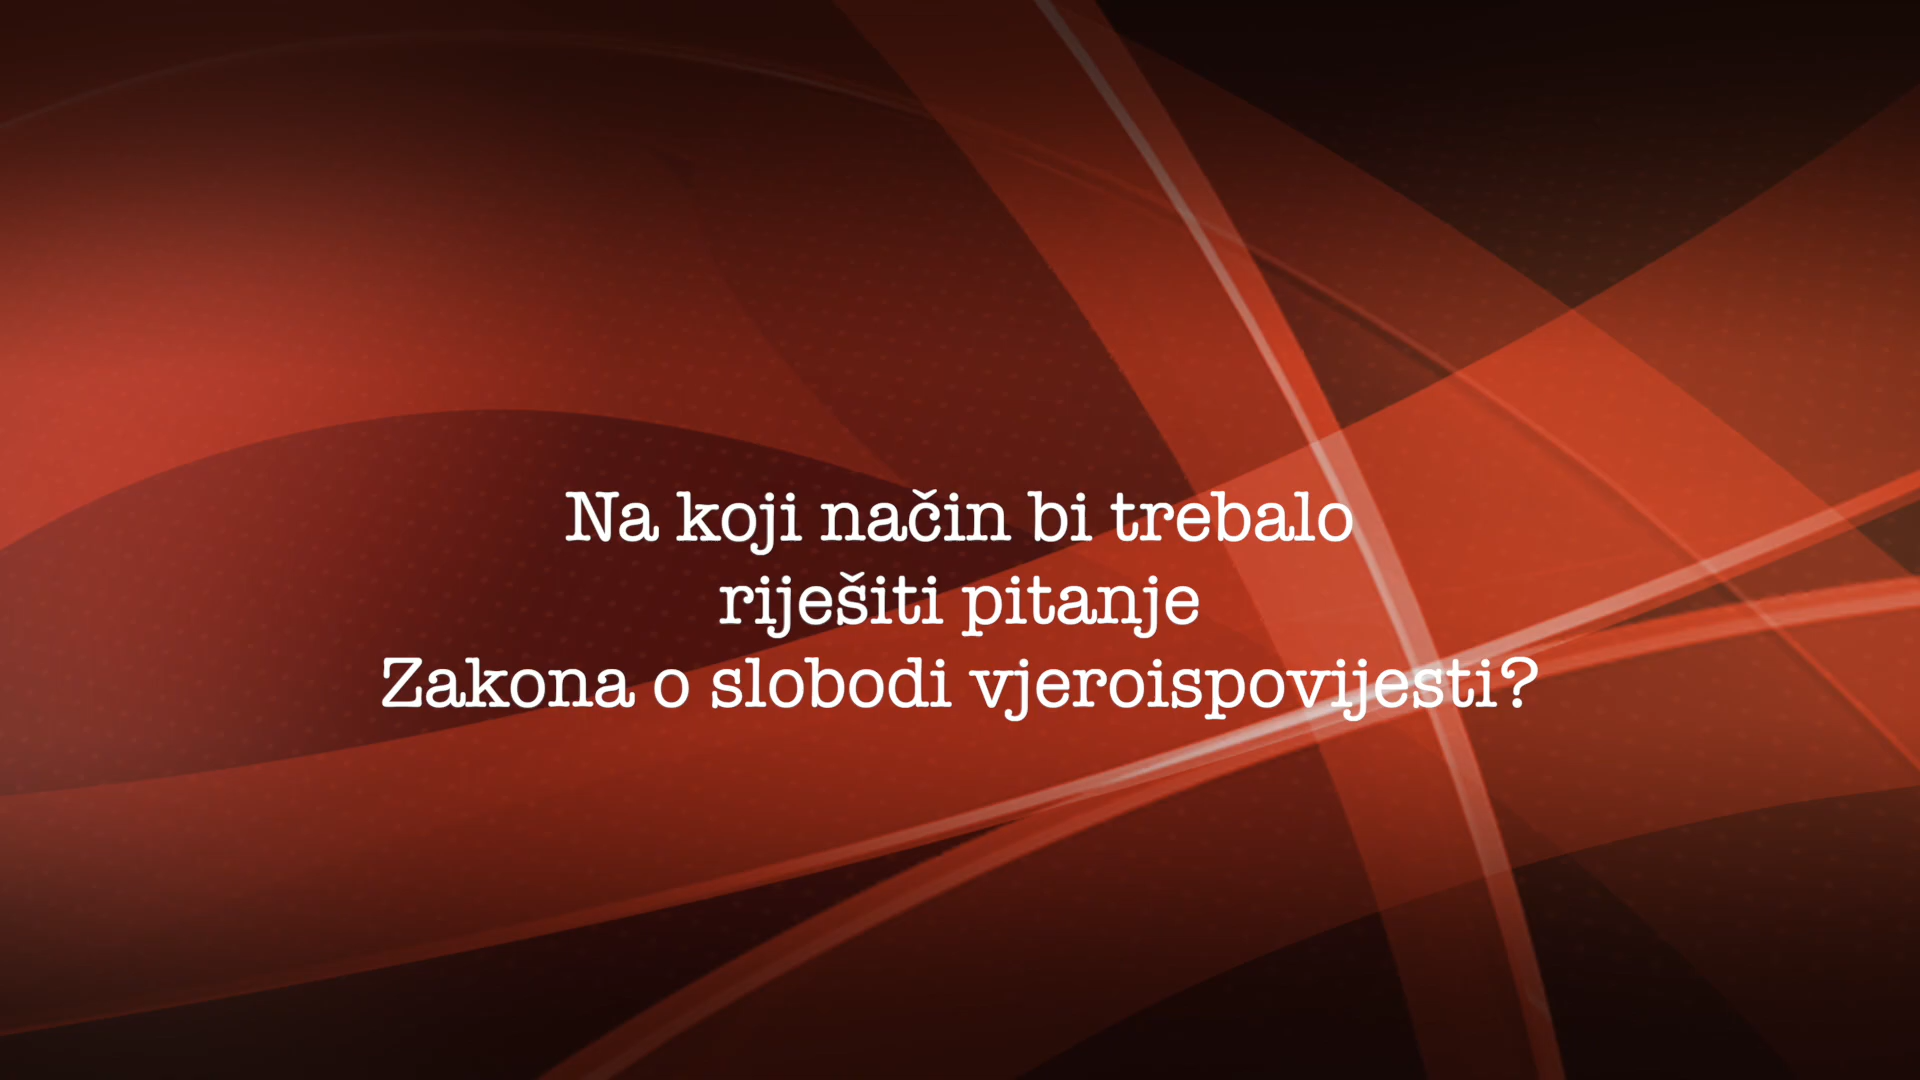 Na koji način bi trebalo
riješiti pitanje
Zakona o slobodi vjeroispovijesti?